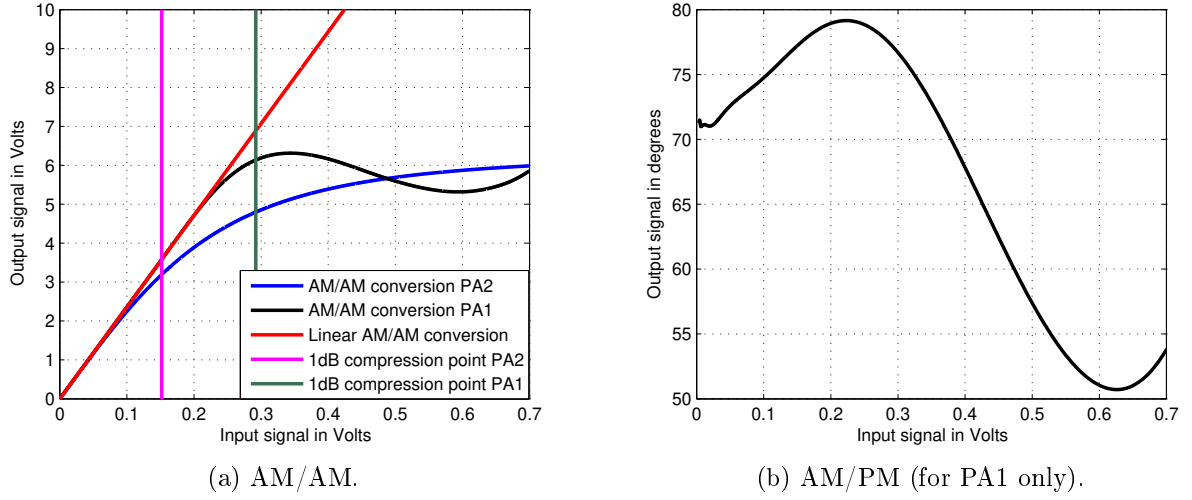 10
9
8
7
6
5
4
3
2
1
0
Output signal in Volts
0 0.1 0.2 0.3 0.4 0.5 0.6 0.7
Input signal in Volts
AM/AM conversion PA2
AM/AM conversion PA1
Linear AM/AM conversion
1dB compression point PA2
1dB compression point PA1
(a) AM/AM.
80
75
70
65
60
55
50
Output signal in degrees
0 0.1 0.2 0.3 0.4 0.5 0.6 0.7
Input signal in Volts
(b) AM/PM (for PA1 only).